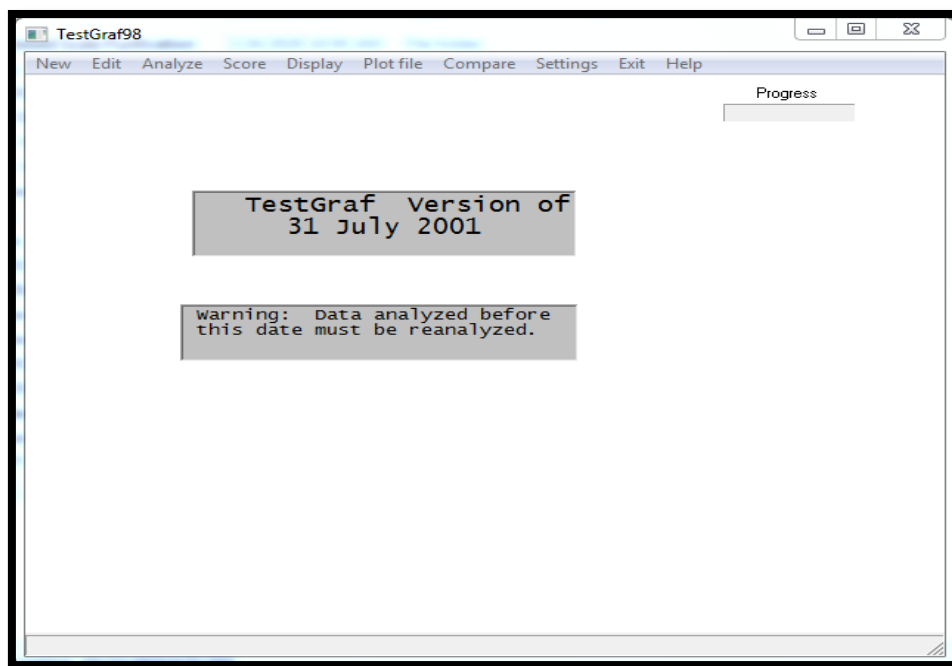 TestGraf98
New Edit Analyze Score Display Plot file Compare Settings Exit Help
Progress
TestGraf Version of
31 July 2001
Warning: Data analyzed before
this date must be reanalyzed.